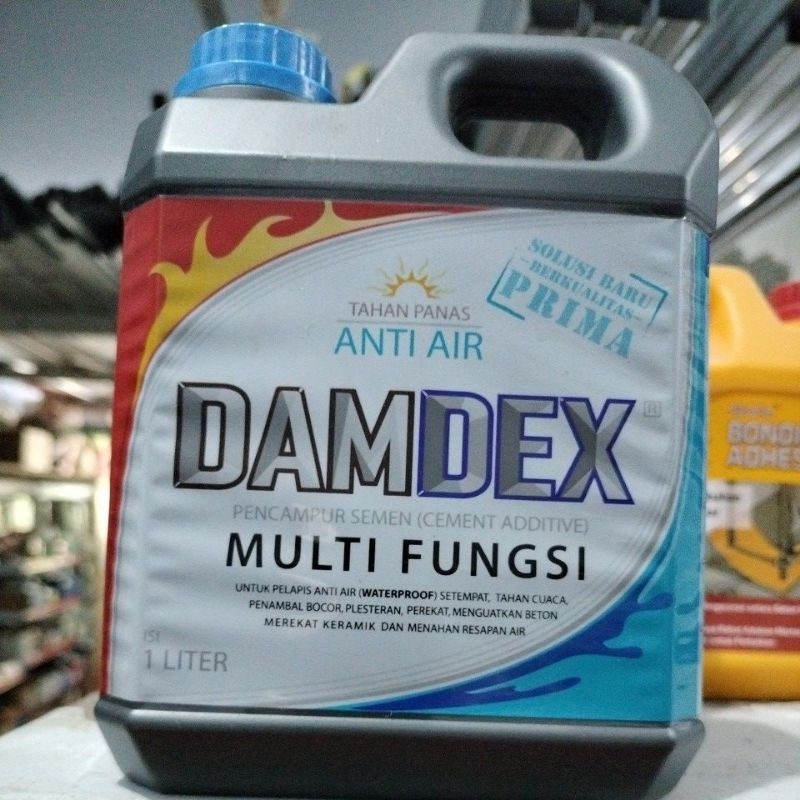 SOLUSI BARU
-BERKUALITAS-
PRIMA
TAHAN PANAS
ANTI AIR
DAMDEX®
PENCAMPUR SEMEN (CEMENT ADDITIVE)
MULTI FUNGSI
UNTUK PELAPIS ANTI AIR (WATERPROOF) SETEMPAT, TAHAN CUACA,
PENAMBAL BOCOR, PLESTERAN, PEREKAT, MENGUATKAN BETON
MEREKAT KERAMIK DAN MENAHAN RESAPAN AIR
ISI
1 LITER